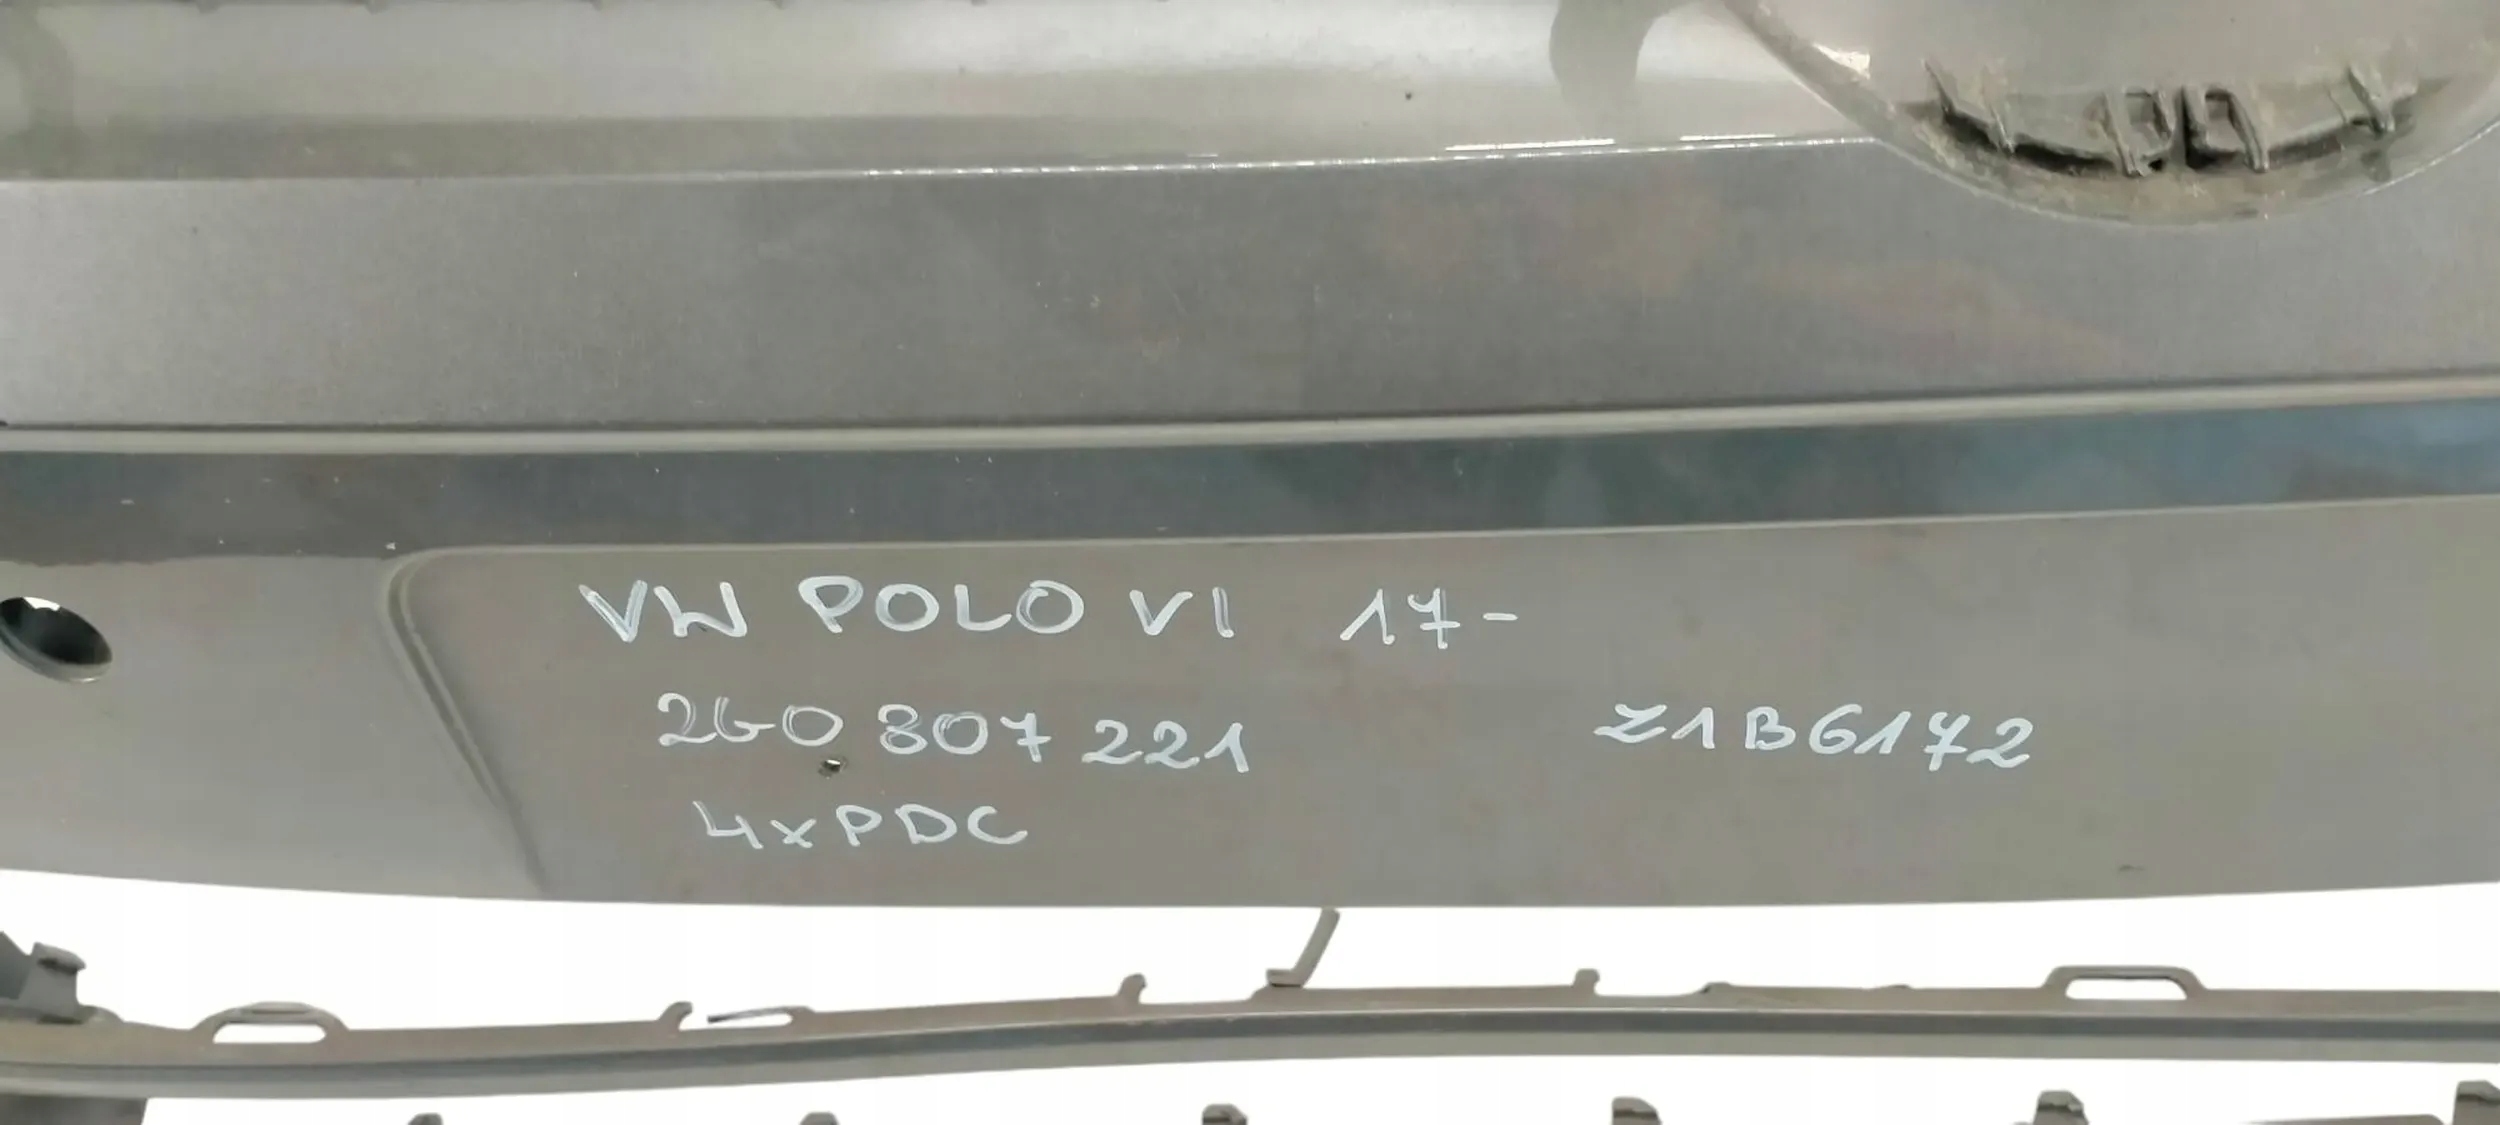 VW POLO VI 17-
2G0 807 221
Z1B6172
4xPDC